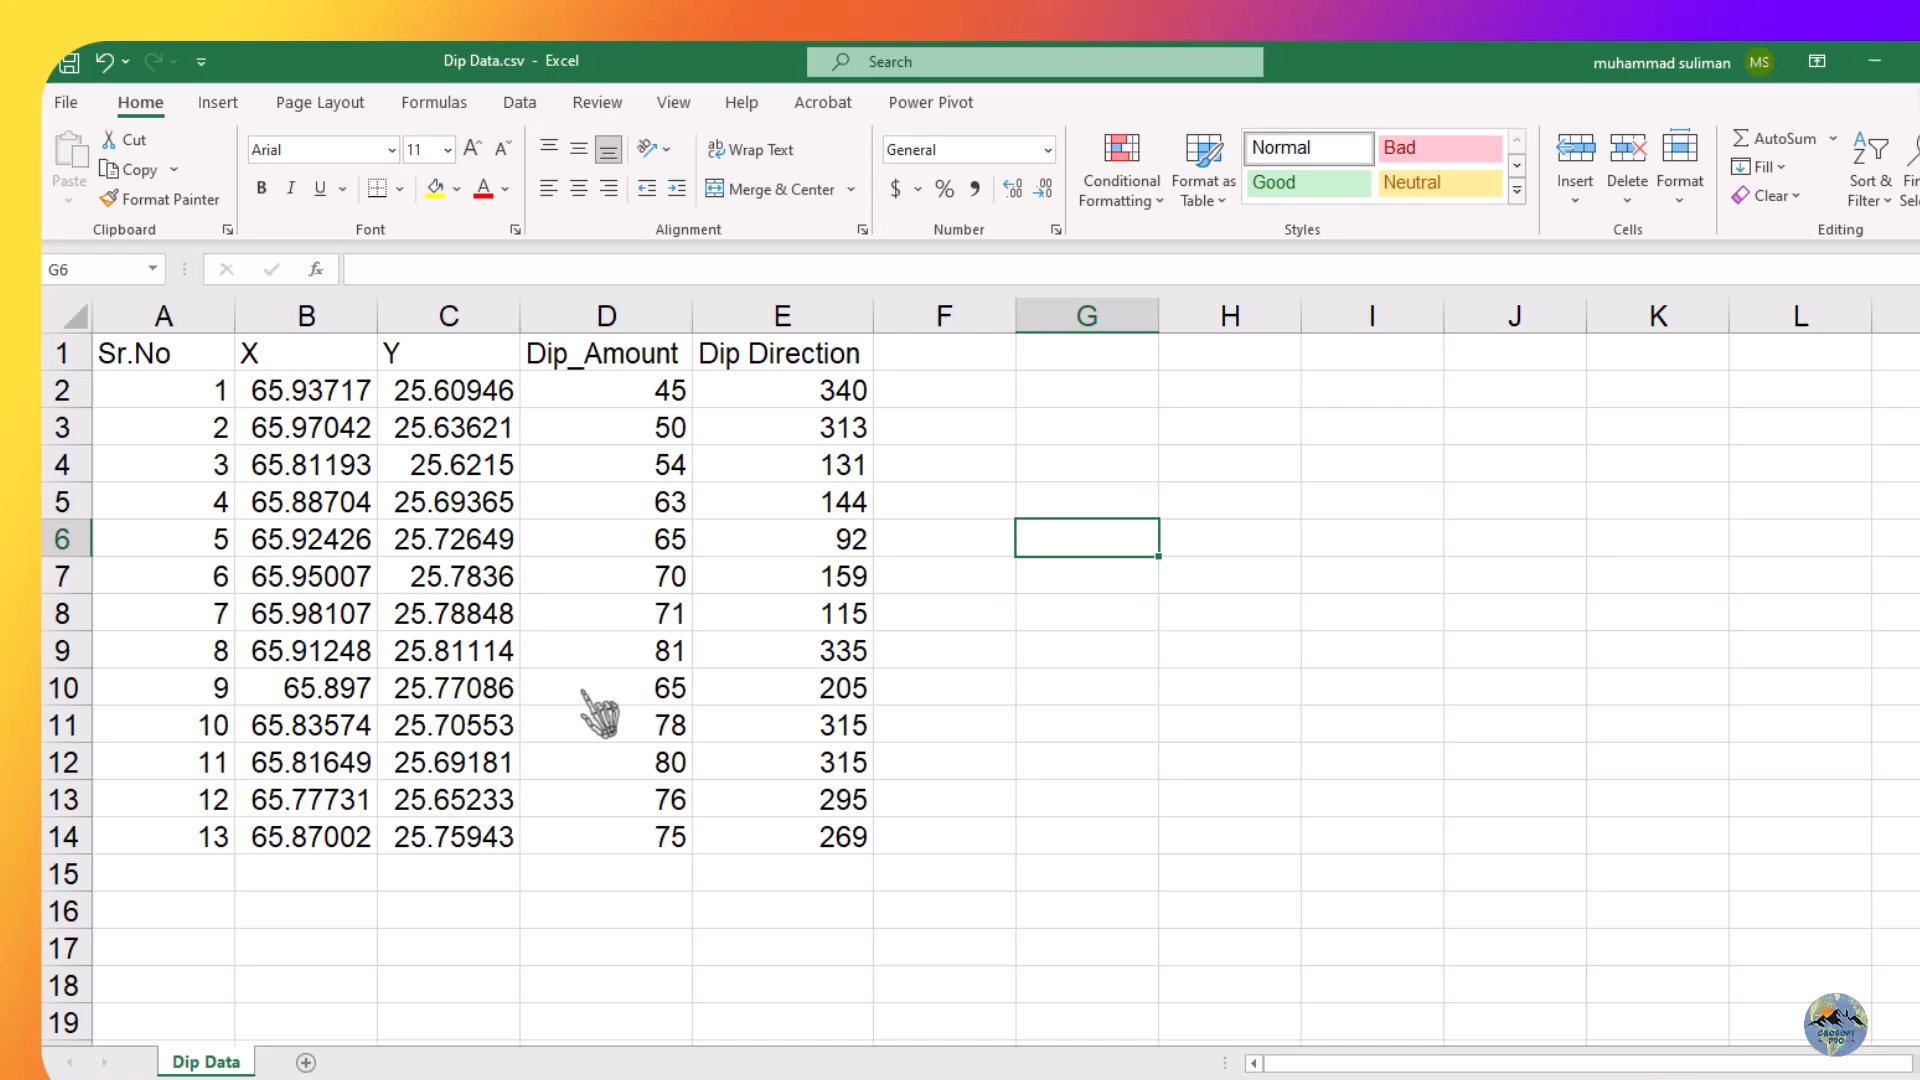 Dip Data.csv - Excel
Search
muhammad suliman MS
File Home Insert Page Layout Formulas Data Review View Help Acrobat Power Pivot
Paste
Cut
Copy
Format Painter
Clipboard
Arial 11
B I U
Font
Wrap Text
Merge & Center
Alignment
General
$ %
Number
Conditional Formatting
Format as Table
Normal Bad
Good Neutral
Styles
Insert Delete Format
Cells
AutoSum
Fill
Clear
Sort & Filter
Editing
G6 fx
A B C D E F G H I J K L
1 Sr.No X Y Dip_Amount Dip Direction
2 1 65.93717 25.60946 45 340
3 2 65.97042 25.63621 50 313
4 3 65.81193 25.6215 54 131
5 4 65.88704 25.69365 63 144
6 5 65.92426 25.72649 65 92
7 6 65.95007 25.7836 70 159
8 7 65.98107 25.78848 71 115
9 8 65.91248 25.81114 81 335
10 9 65.897 25.77086 65 205
11 10 65.83574 25.70553 78 315
12 11 65.81649 25.69181 80 315
13 12 65.77731 25.65233 76 295
14 13 65.87002 25.75943 75 269
15
16
17
18
19
Dip Data